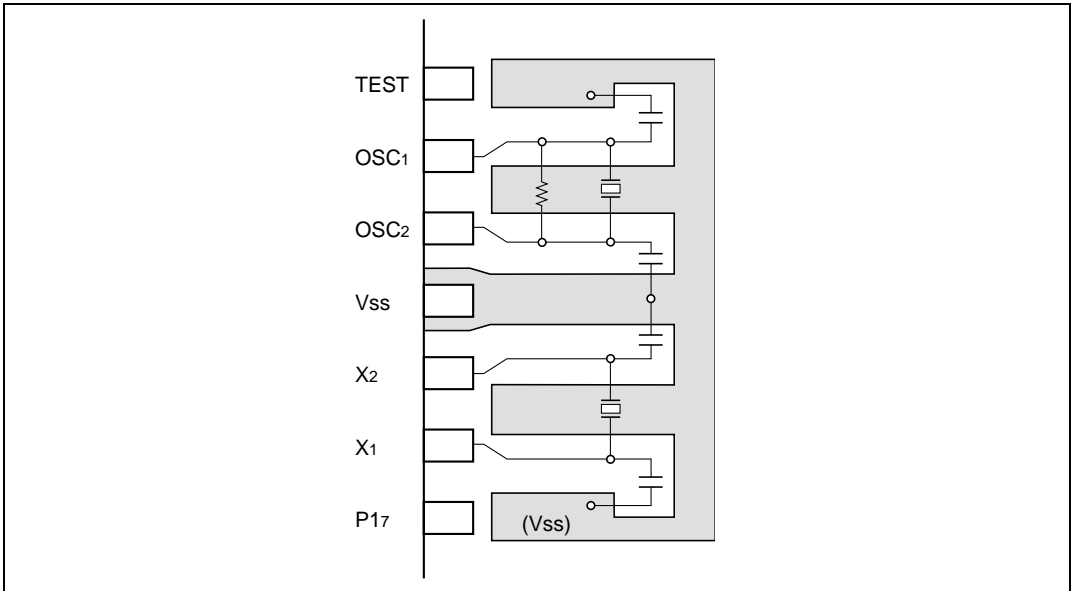 TEST
OSC1
OSC2
Vss
X2
X1
P17
(Vss)